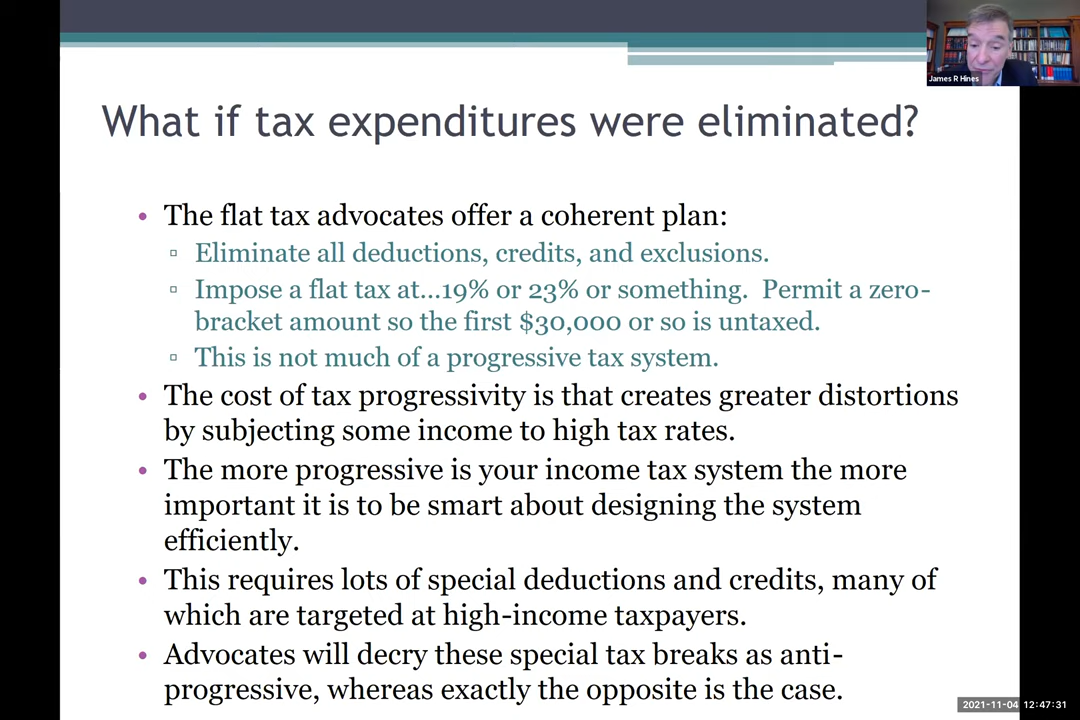 James R Hines
What if tax expenditures were eliminated?
• The flat tax advocates offer a coherent plan:
▫ Eliminate all deductions, credits, and exclusions.
▫ Impose a flat tax at...19% or 23% or something.  Permit a zero-
bracket amount so the first $30,000 or so is untaxed.
▫ This is not much of a progressive tax system.
• The cost of tax progressivity is that creates greater distortions
by subjecting some income to high tax rates.
• The more progressive is your income tax system the more
important it is to be smart about designing the system
efficiently.
• This requires lots of special deductions and credits, many of
which are targeted at high-income taxpayers.
• Advocates will decry these special tax breaks as anti-
progressive, whereas exactly the opposite is the case.
2021-11-04 12:47:31